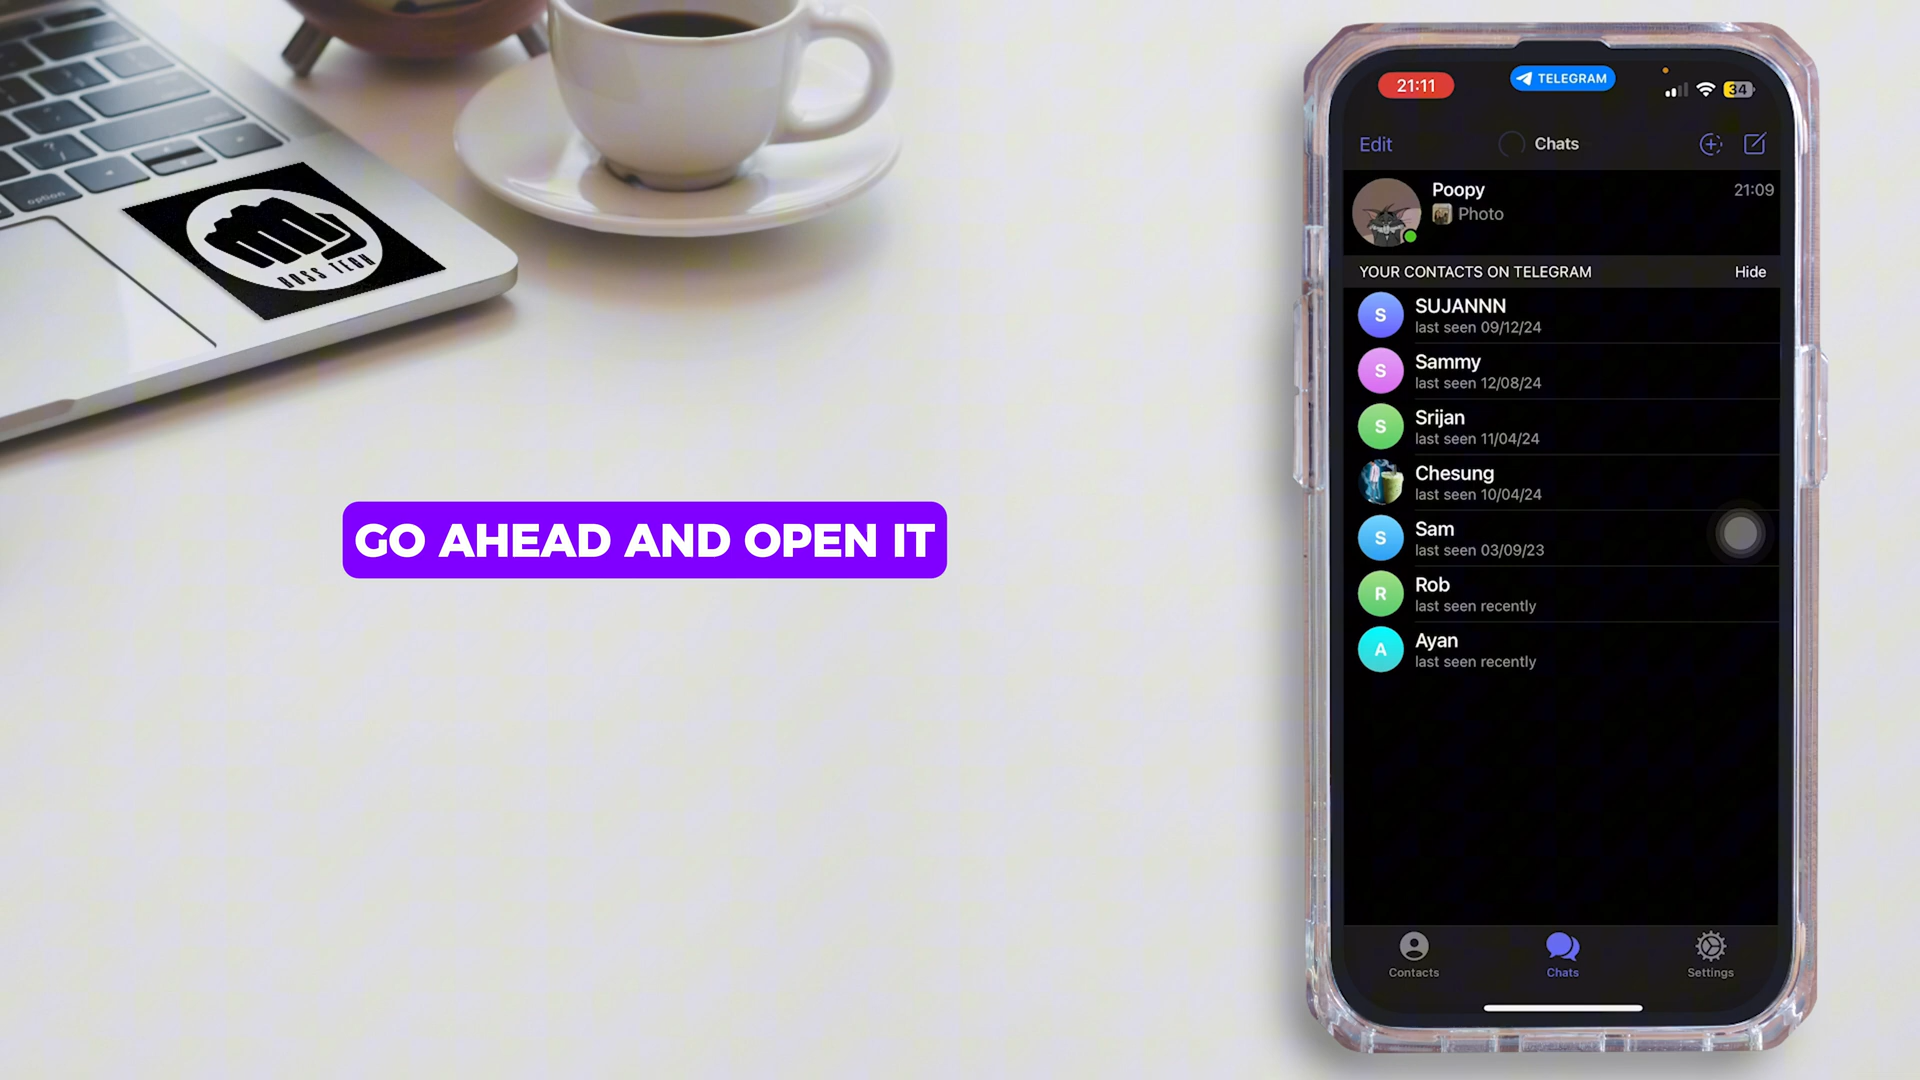 option
BOSS TECH
GO AHEAD AND OPEN IT
21:11
TELEGRAM
34
Edit
Chats
Poopy
21:09
Photo
YOUR CONTACTS ON TELEGRAM
Hide
S
SUJANNN
last seen 09/12/24
S
Sammy
last seen 12/08/24
S
Srijan
last seen 11/04/24
Chesung
last seen 10/04/24
S
Sam
last seen 03/09/23
R
Rob
last seen recently
A
Ayan
last seen recently
Contacts
Chats
Settings